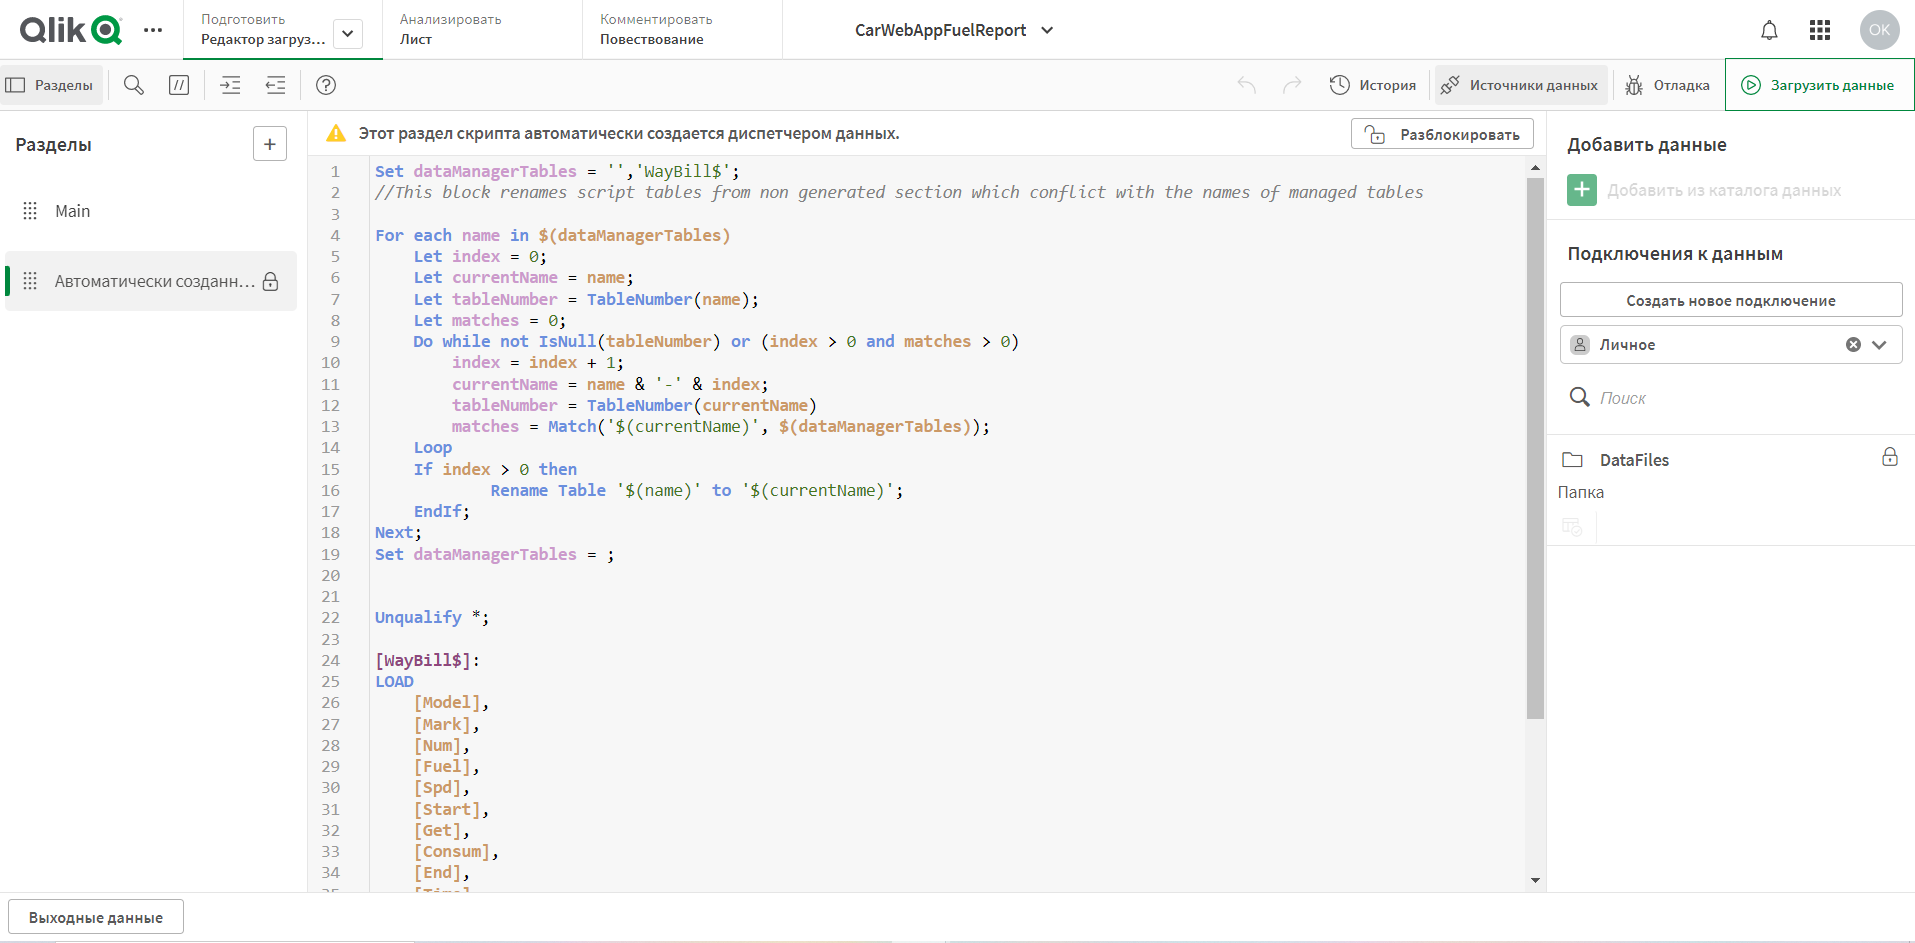 Qlik
Подготовить
Редактор загруз...
Анализировать
Лист
Комментировать
Повествование
CarWebAppFuelReport
OK
Разделы
//
?
История
Источники данных
Отладка
Загрузить данные
Разделы
+
Main
Автоматически созданн...
Этот раздел скрипта автоматически создается диспетчером данных.
Разблокировать
1 Set dataManagerTables = '','WayBill$';
2 //This block renames script tables from non generated section which conflict with the names of managed tables
3
4 For each name in $(dataManagerTables)
5 Let index = 0;
6 Let currentName = name;
7 Let tableNumber = TableNumber(name);
8 Let matches = 0;
9 Do while not IsNull(tableNumber) or (index > 0 and matches > 0)
10 index = index + 1;
11 currentName = name & '-' & index;
12 tableNumber = TableNumber(currentName)
13 matches = Match('$(currentName)', $(dataManagerTables));
14 Loop
15 If index > 0 then
16 Rename Table '$(name)' to '$(currentName)';
17 EndIf;
18 Next;
19 Set dataManagerTables = ;
20
21
22 Unqualify *;
23
24 [WayBill$]:
25 LOAD
26 [Model],
27 [Mark],
28 [Num],
29 [Fuel],
30 [Spd],
31 [Start],
32 [Get],
33 [Consum],
34 [End],
Добавить данные
+ Добавить из каталога данных
Подключения к данным
Создать новое подключение
Личное
Поиск
DataFiles
Папка
Выходные данные